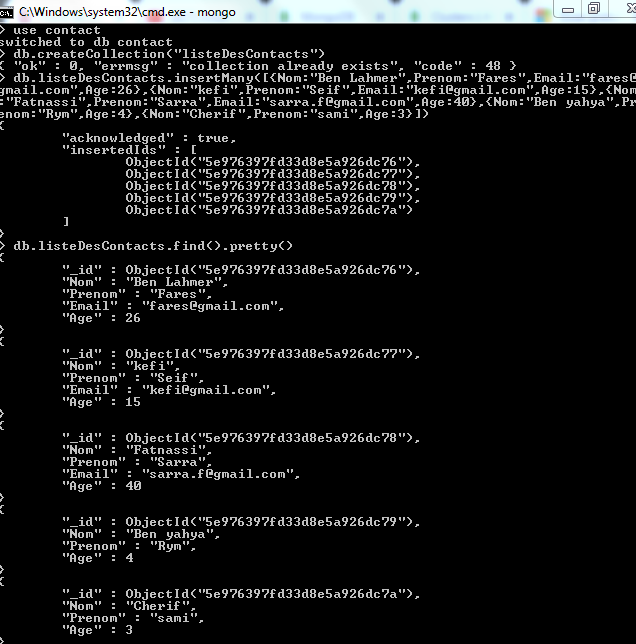 C:\Windows\system32\cmd.exe - mongo
> use contact
switched to db contact
> db.createCollection("listeDesContacts")
{ "ok" : 0, "errmsg" : "collection already exists", "code" : 48 }
> db.listeDesContacts.insertMany([{Nom:"Ben Lahmer",Prenom:"Fares",Email:"fares@
gmail.com",Age:26},{Nom:"kefi",Prenom:"Seif",Email:"kefi@gmail.com",Age:15},{Nom
:"Fatnassi",Prenom:"Sarra",Email:"sarra.f@gmail.com",Age:40},{Nom:"Ben yahya",Pr
enom:"Rym",Age:4},{Nom:"Cherif",Prenom:"sami",Age:3}])
{
"acknowledged" : true,
"insertedIds" : [
ObjectId("5e976397fd33d8e5a926dc76"),
ObjectId("5e976397fd33d8e5a926dc77"),
ObjectId("5e976397fd33d8e5a926dc78"),
ObjectId("5e976397fd33d8e5a926dc79"),
ObjectId("5e976397fd33d8e5a926dc7a")
]
}
> db.listeDesContacts.find().pretty()
{
"_id" : ObjectId("5e976397fd33d8e5a926dc76"),
"Nom" : "Ben Lahmer",
"Prenom" : "Fares",
"Email" : "fares@gmail.com",
"Age" : 26
}
{
"_id" : ObjectId("5e976397fd33d8e5a926dc77"),
"Nom" : "kefi",
"Prenom" : "Seif",
"Email" : "kefi@gmail.com",
"Age" : 15
}
{
"_id" : ObjectId("5e976397fd33d8e5a926dc78"),
"Nom" : "Fatnassi",
"Prenom" : "Sarra",
"Email" : "sarra.f@gmail.com",
"Age" : 40
}
{
"_id" : ObjectId("5e976397fd33d8e5a926dc79"),
"Nom" : "Ben yahya",
"Prenom" : "Rym",
"Age" : 4
}
{
"_id" : ObjectId("5e976397fd33d8e5a926dc7a"),
"Nom" : "Cherif",
"Prenom" : "sami",
"Age" : 3
}